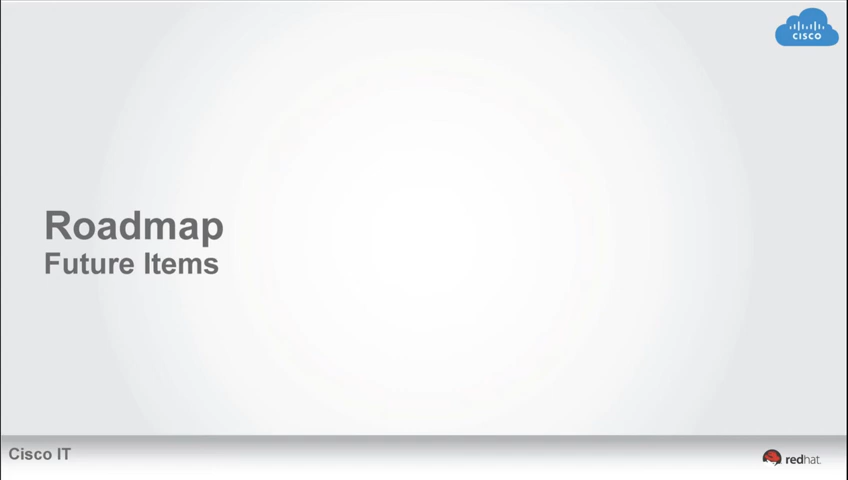 CISCO
Roadmap
Future Items
Cisco IT
redhat.